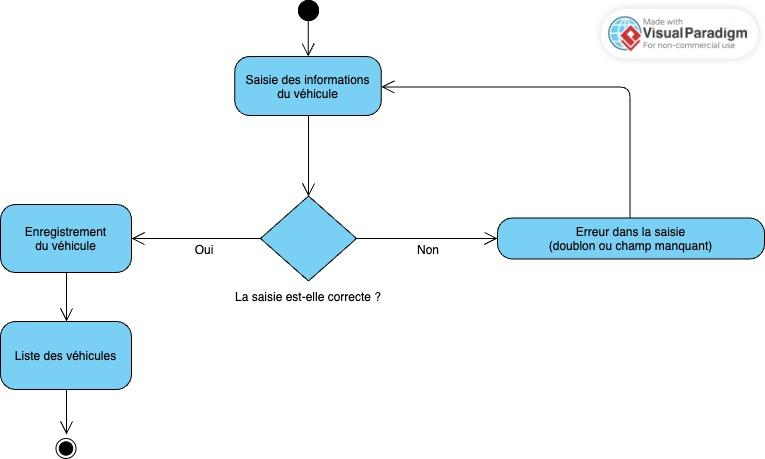 Made with
Visual Paradigm
For non-commercial use
Saisie des informations
du véhicule
Enregistrement
du véhicule
Oui
Non
Erreur dans la saisie
(doublon ou champ manquant)
La saisie est-elle correcte ?
Liste des véhicules